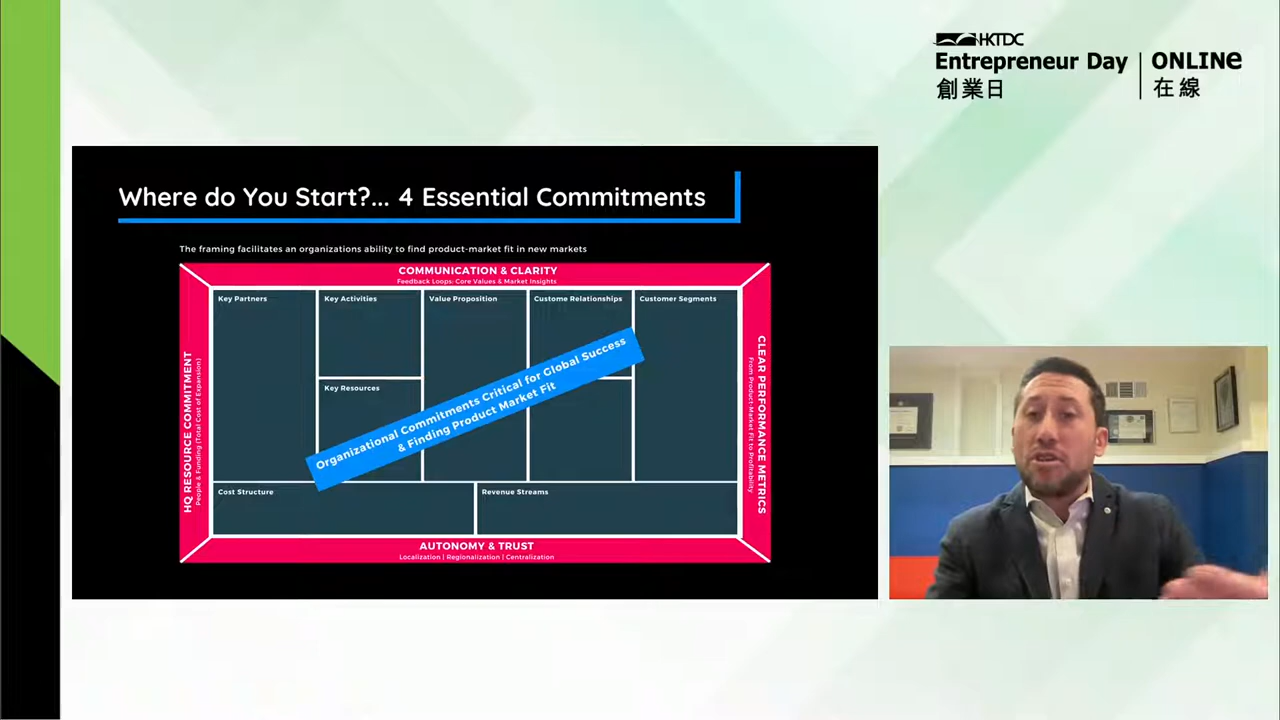 HKTDC
Entrepreneur Day
創業日
ONLINe
在線
Where do You Start?... 4 Essential Commitments
The framing facilitates an organizations ability to find product-market fit in new markets
COMMUNICATION & CLARITY
Feedback Loops: Core Values & Market Insights
HQ RESOURCE COMMITMENT
People & Funding (Total Cost of Expansion)
Key Partners
Key Activities
Value Proposition
Custome Relationships
Customer Segments
Key Resources
Organizational Commitments Critical for Global Success
& Finding Product Market Fit
Cost Structure
Revenue Streams
CLEAR PERFORMANCE METRICS
From Product-Market Fit to Profitability
AUTONOMY & TRUST
Localization | Regionalization | Centralization